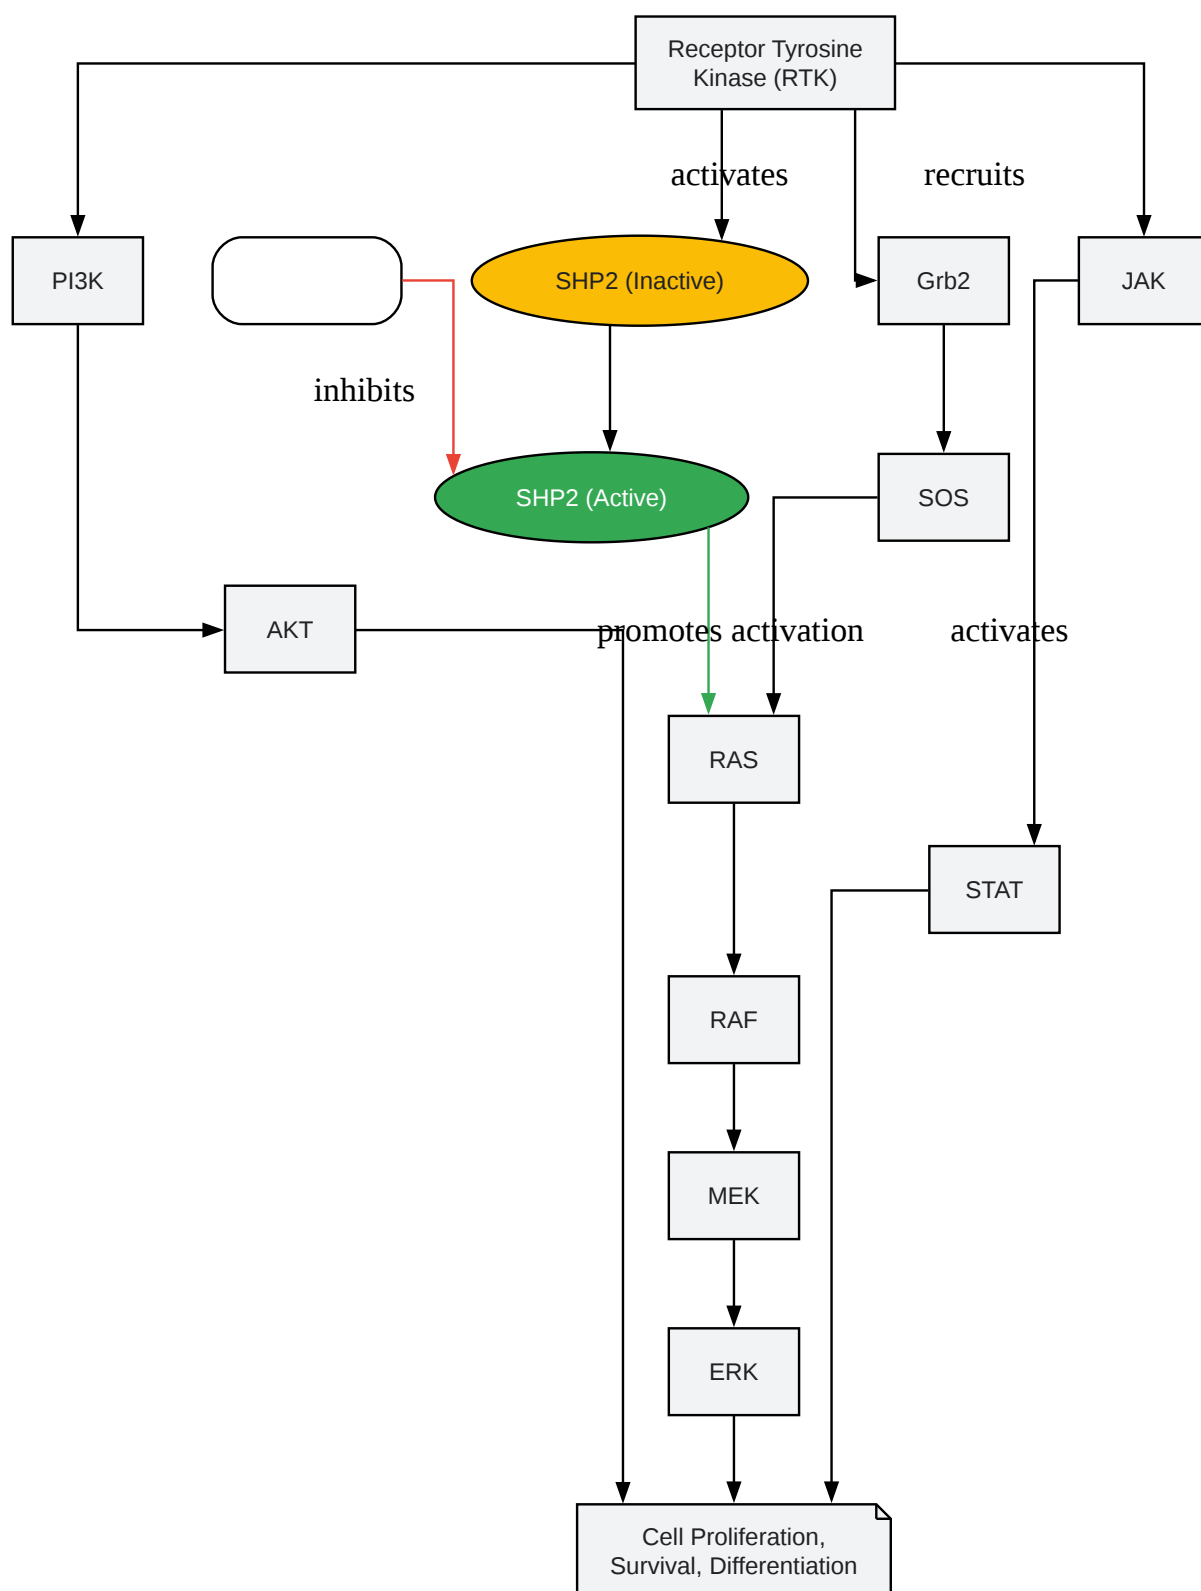 Receptor Tyrosine
Kinase (RTK)
activates
recruits
PI3K
SHP2 (Inactive)
Grb2
JAK
inhibits
SHP2 (Active)
SOS
AKT
promotes activation
activates
RAS
STAT
RAF
MEK
ERK
Cell Proliferation,
Survival, Differentiation